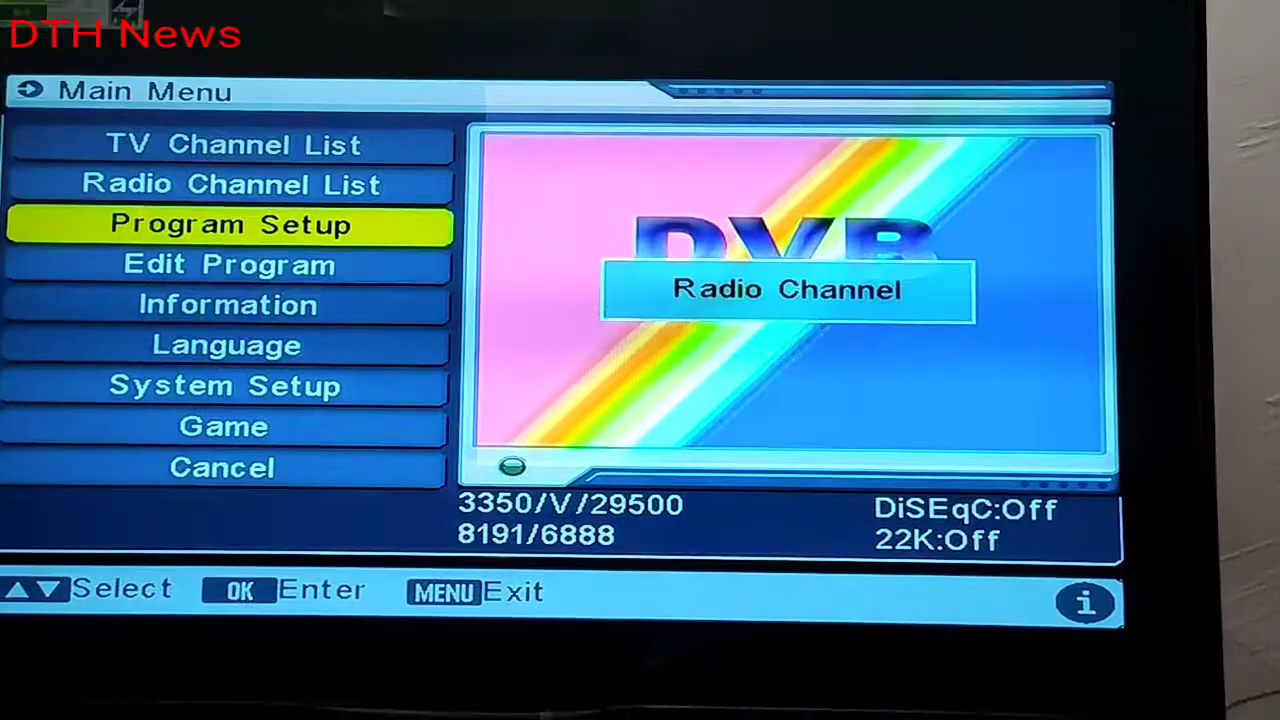 DTH News
Main Menu
TV Channel List
Radio Channel List
Program Setup
Edit Program
Information
Language
System Setup
Game
Cancel
DVB
Radio Channel
3350/V/29500
8191/6888
DiSEqC:Off
22K:Off
Select OK Enter MENU Exit i